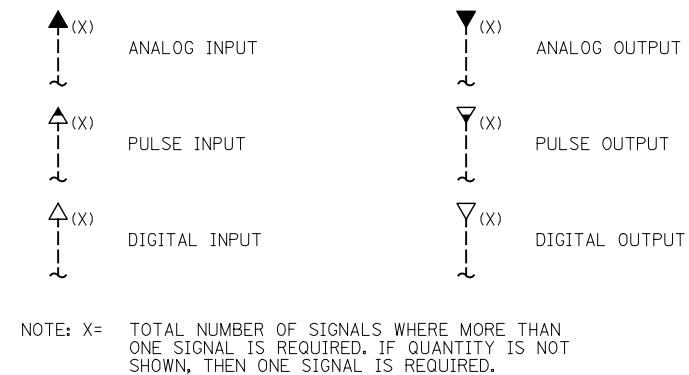 (X) (X)
ANALOG INPUT ANALOG OUTPUT
(X) (X)
PULSE INPUT PULSE OUTPUT
(X) (X)
DIGITAL INPUT DIGITAL OUTPUT
NOTE: X= TOTAL NUMBER OF SIGNALS WHERE MORE THAN
ONE SIGNAL IS REQUIRED. IF QUANTITY IS NOT
SHOWN, THEN ONE SIGNAL IS REQUIRED.